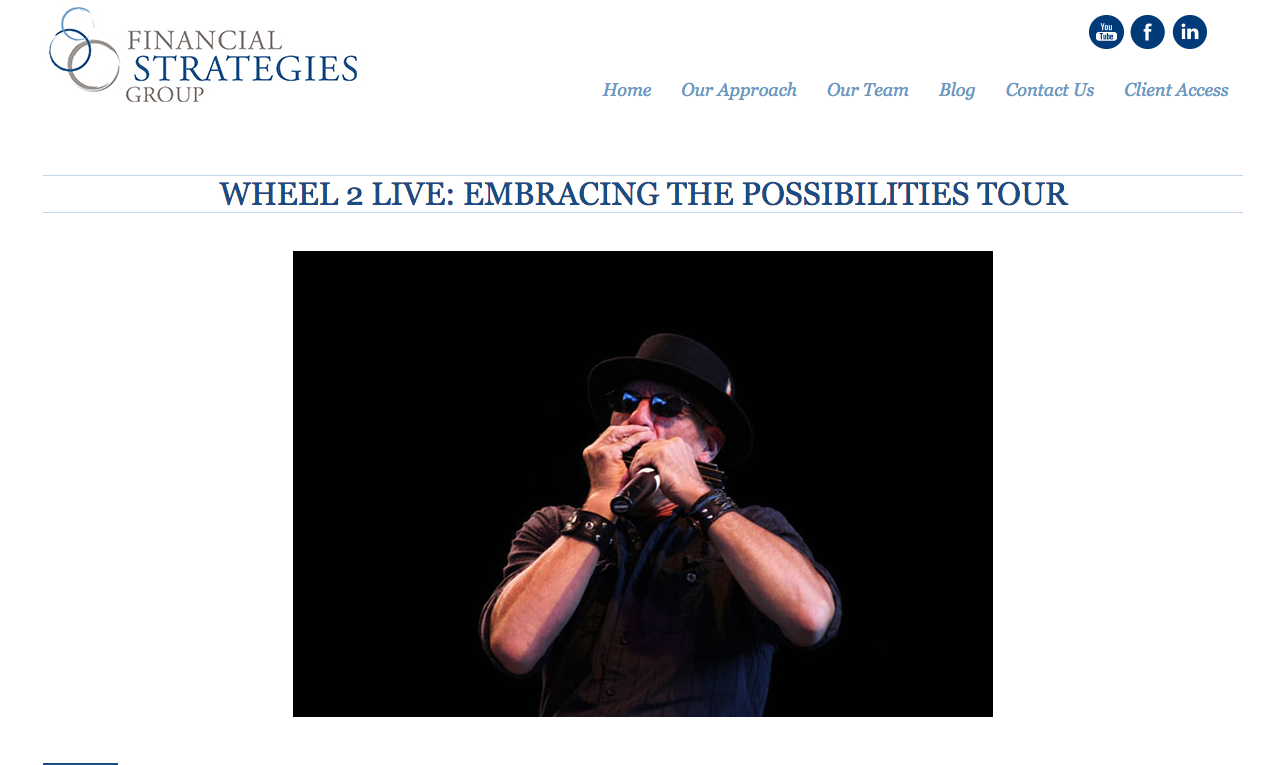 FINANCIAL
STRATEGIES
GROUP
You
Tube
f
in
Home Our Approach Our Team Blog Contact Us Client Access
WHEEL 2 LIVE: EMBRACING THE POSSIBILITIES TOUR